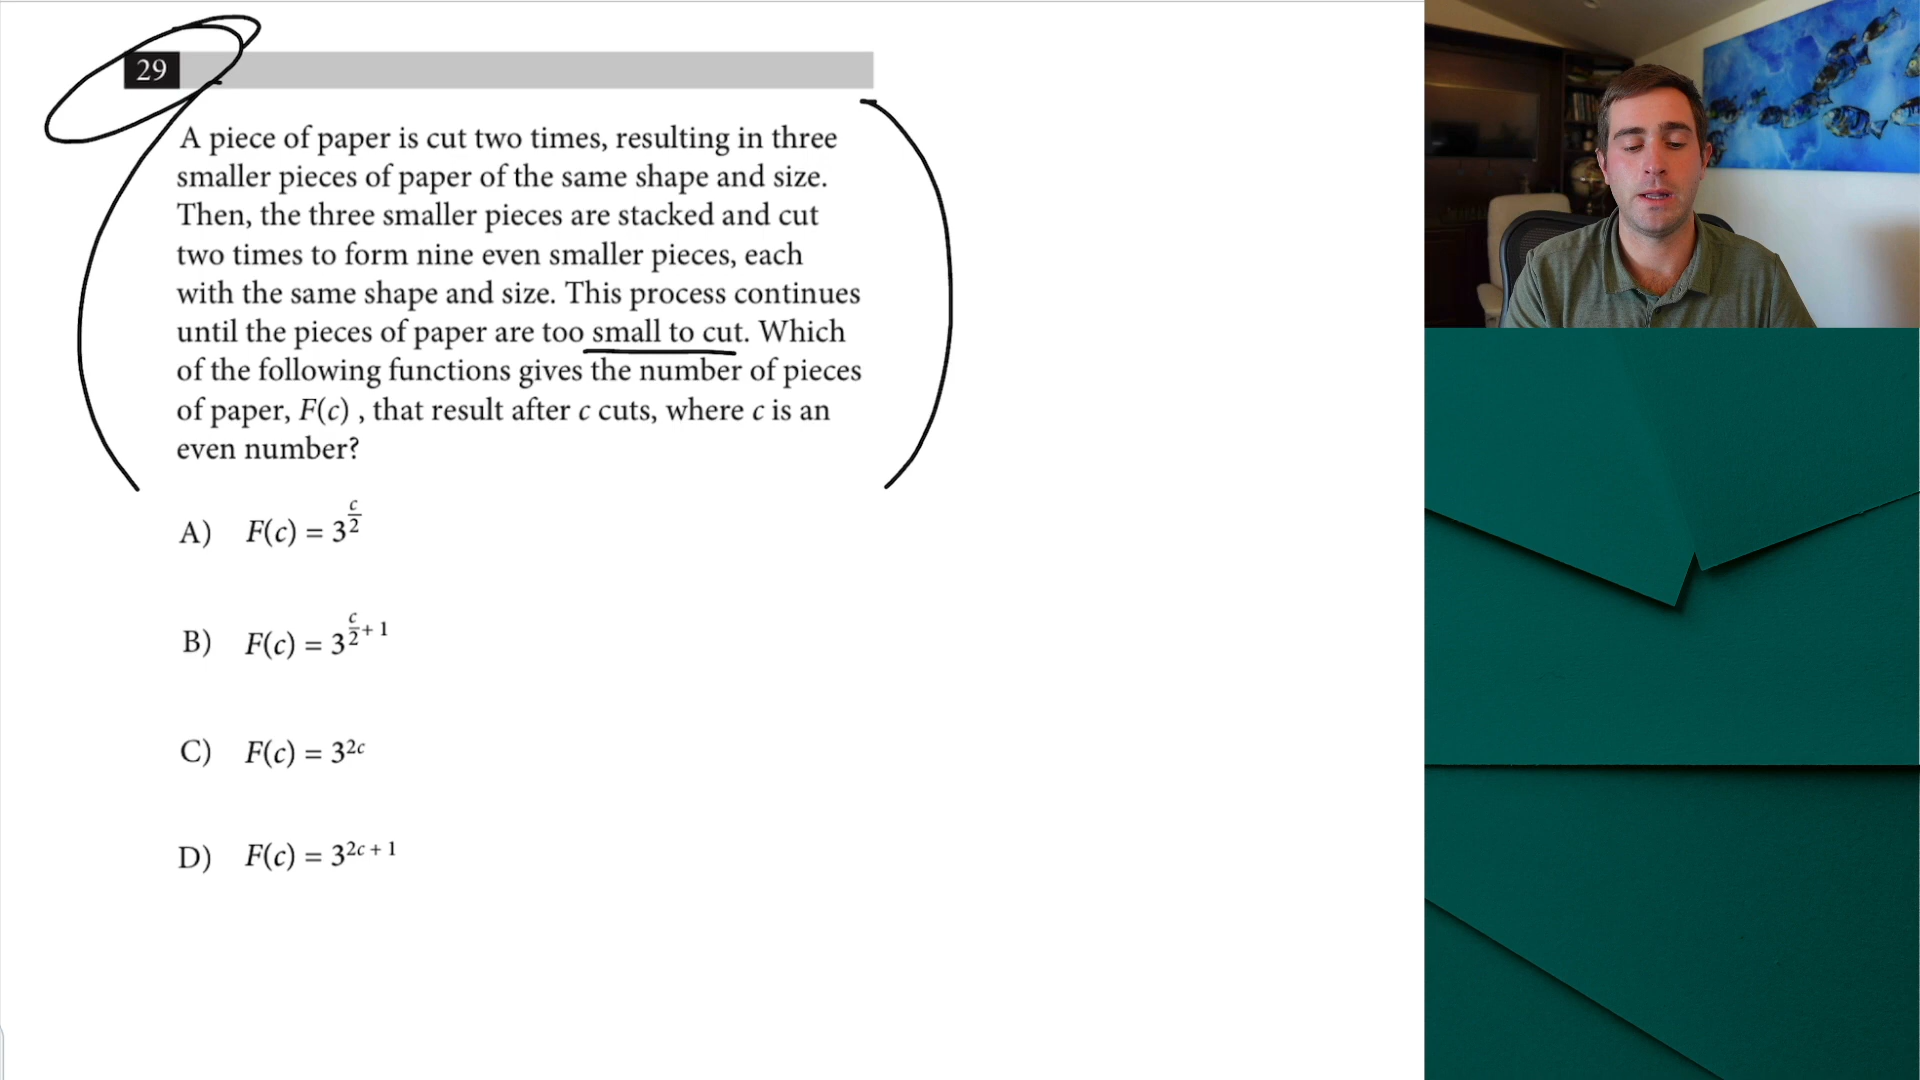 29
A piece of paper is cut two times, resulting in three
smaller pieces of paper of the same shape and size.
Then, the three smaller pieces are stacked and cut
two times to form nine even smaller pieces, each
with the same shape and size. This process continues
until the pieces of paper are too small to cut. Which
of the following functions gives the number of pieces
of paper, F(c) , that result after c cuts, where c is an
even number?
A) F(c) = 3^{\frac{c}{2}}
B) F(c) = 3^{\frac{c}{2} + 1}
C) F(c) = 3^{2c}
D) F(c) = 3^{2c + 1}